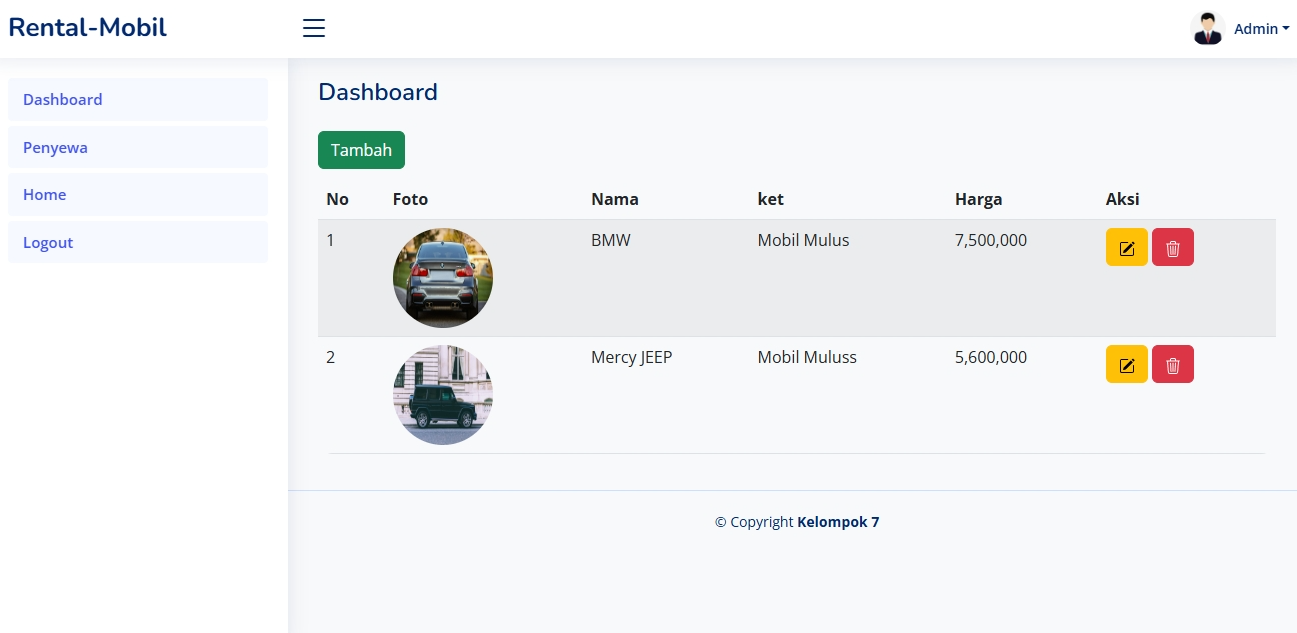 Rental-Mobil
Admin
Dashboard
Penyewa
Home
Logout
Dashboard
Tambah
No Foto Nama ket Harga Aksi
1 BMW Mobil Mulus 7,500,000
2 Mercy JEEP Mobil Muluss 5,600,000
© Copyright Kelompok 7